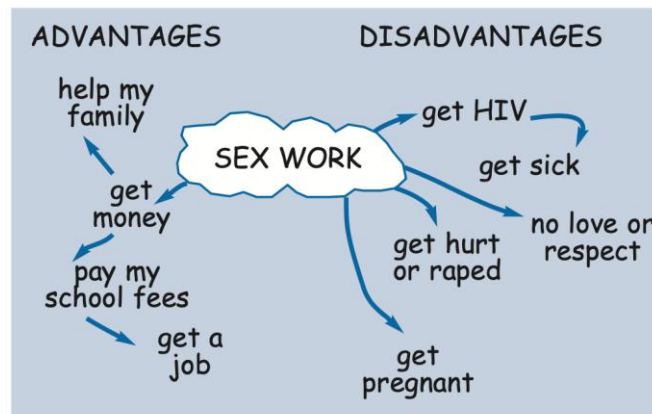 ADVANTAGES
help my
family
get
money
pay my
school fees
get a
job
SEX WORK
DISADVANTAGES
get HIV
get sick
no love or
respect
get hurt
or raped
get
pregnant